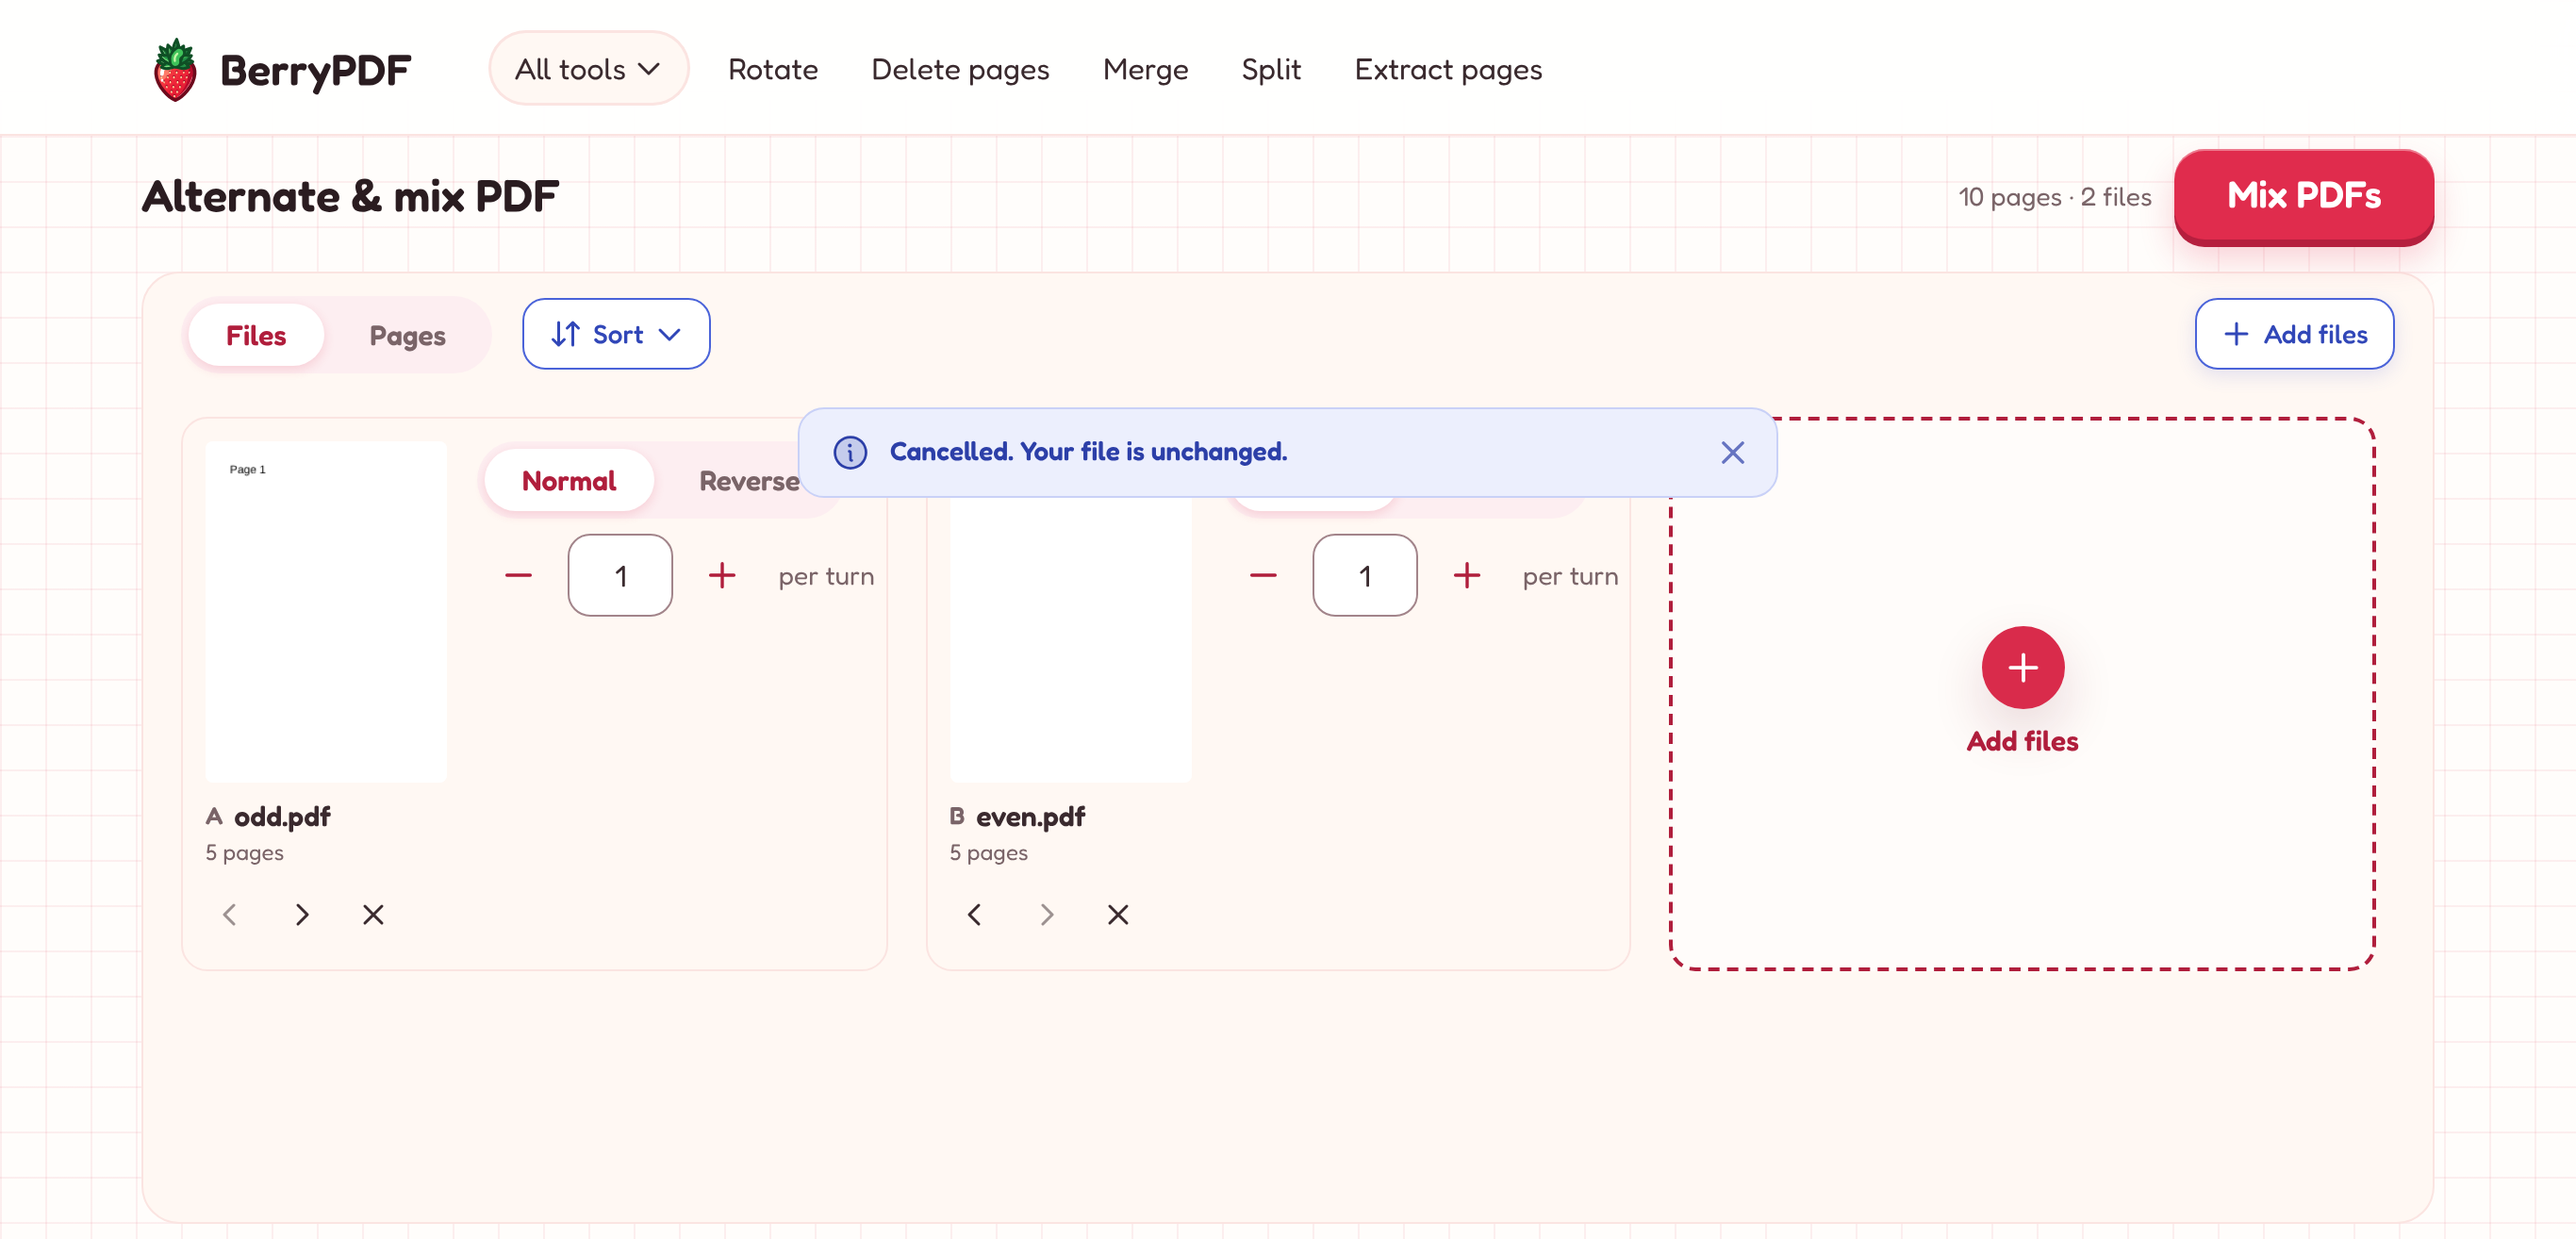 BerryPDF
All tools Rotate Delete pages Merge Split Extract pages
Alternate & mix PDF
10 pages · 2 files
Mix PDFs
Files Pages Sort
Add files
Cancelled. Your file is unchanged.
Page 1
Normal Reverse
1 per turn
1 per turn
Add files
A odd.pdf
5 pages
B even.pdf
5 pages